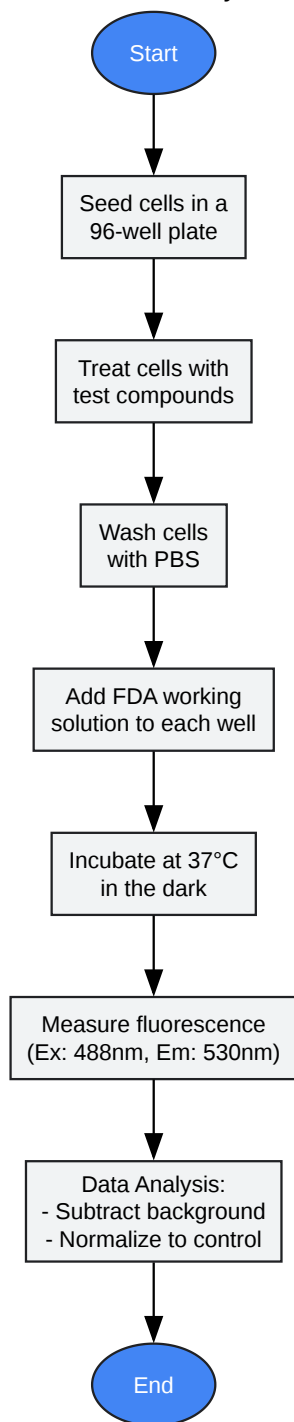 Start
Seed cells in a
96-well plate
Treat cells with
test compounds
Wash cells
with PBS
Add FDA working
solution to each well
Incubate at 37°C
in the dark
Measure fluorescence
(Ex: 488nm, Em: 530nm)
Data Analysis:
- Subtract background
- Normalize to control
End